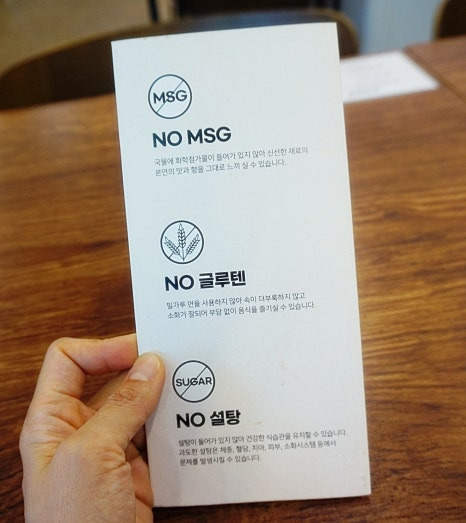 MSG
NO MSG
국물에 화학첨가물이 들어가 있지 않아 신선한 재료의
본연의 맛과 향을 그대로 느끼 실 수 있습니다.
NO 글루텐
밀가루 면을 사용하지 않아 속이 더부룩하지 않고
소화가 잘되어 부담 없이 음식을 즐기실 수 있습니다.
SUGAR
NO 설탕
설탕이 들어가 있지 않아 건강한 식습관을 유지할 수 있습니다.
과도한 설탕은 체중, 혈당, 치아, 피부, 소화시스템 등에서
문제를 발생시킬 수 있습니다.